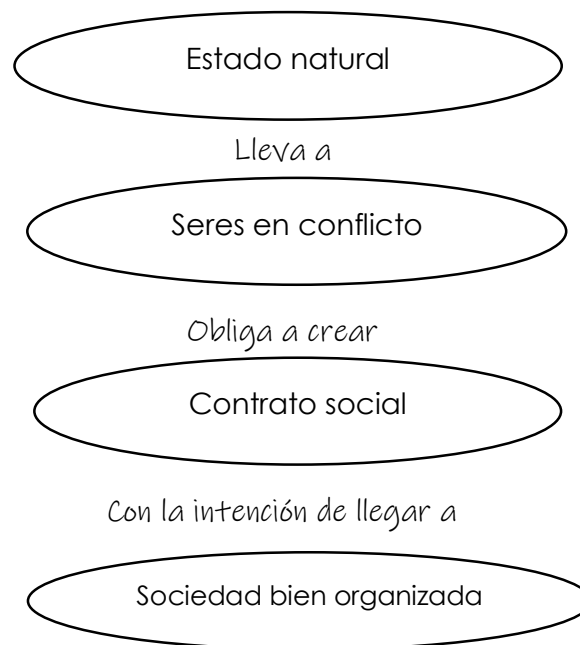 Estado natural
Lleva a
Seres en conflicto
Obliga a crear
Contrato social
Con la intención de llegar a
Sociedad bien organizada